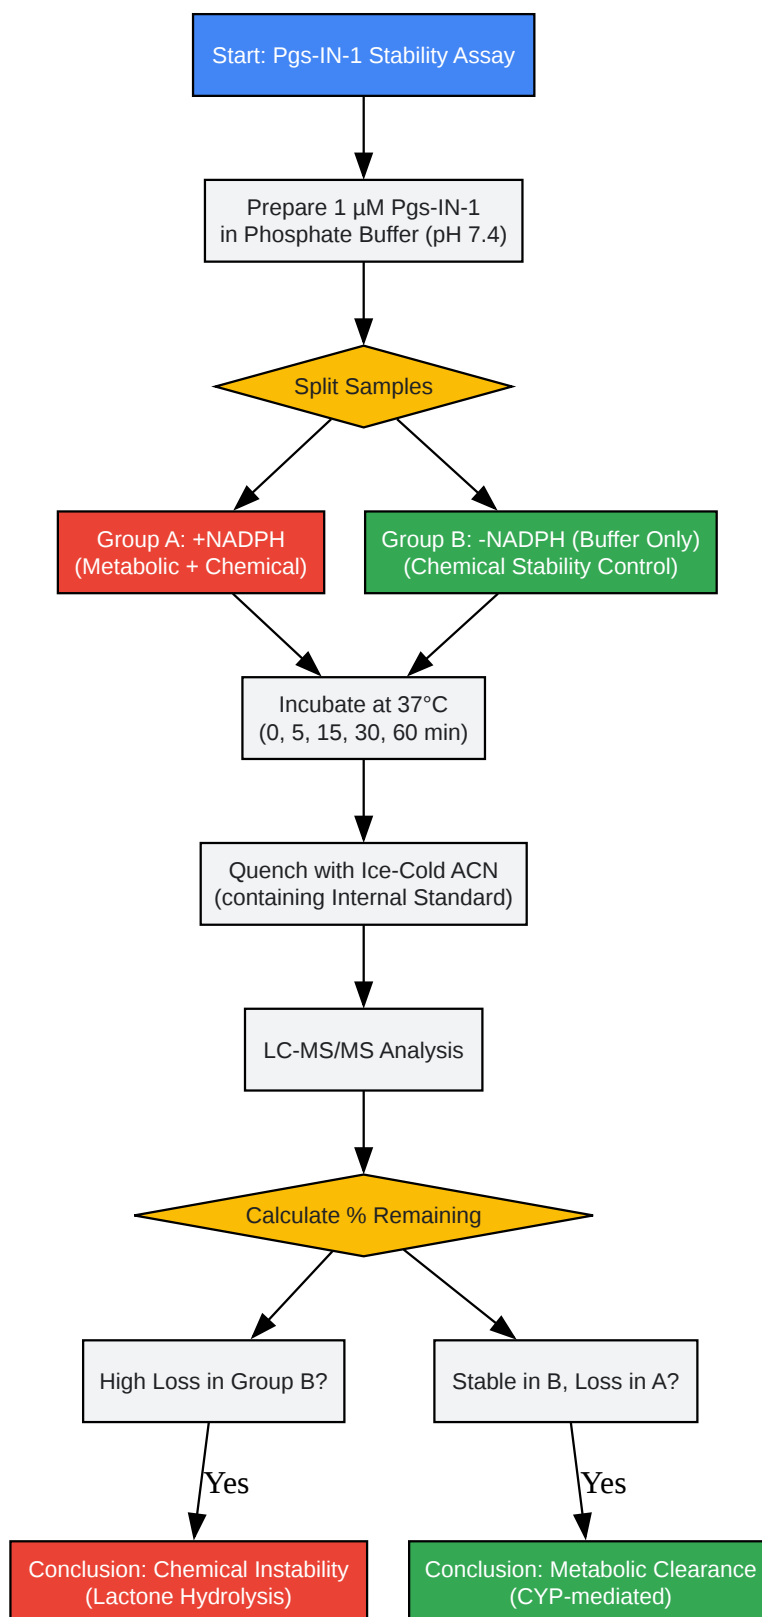 Start: Pgs-IN-1 Stability Assay
Prepare 1 µM Pgs-IN-1
in Phosphate Buffer (pH 7.4)
Split Samples
Group A: +NADPH
(Metabolic + Chemical)
Group B: -NADPH (Buffer Only)
(Chemical Stability Control)
Incubate at 37°C
(0, 5, 15, 30, 60 min)
Quench with Ice-Cold ACN
(containing Internal Standard)
LC-MS/MS Analysis
Calculate % Remaining
High Loss in Group B?
Stable in B, Loss in A?
Yes
Yes
Conclusion: Chemical Instability
(Lactone Hydrolysis)
Conclusion: Metabolic Clearance
(CYP-mediated)